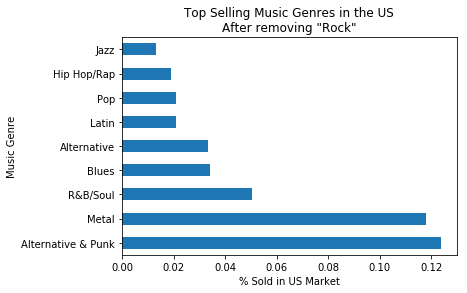 Top Selling Music Genres in the US
After removing "Rock"
Music Genre
Jazz
Hip Hop/Rap
Pop
Latin
Alternative
Blues
R&B/Soul
Metal
Alternative & Punk
0.00 0.02 0.04 0.06 0.08 0.10 0.12
% Sold in US Market